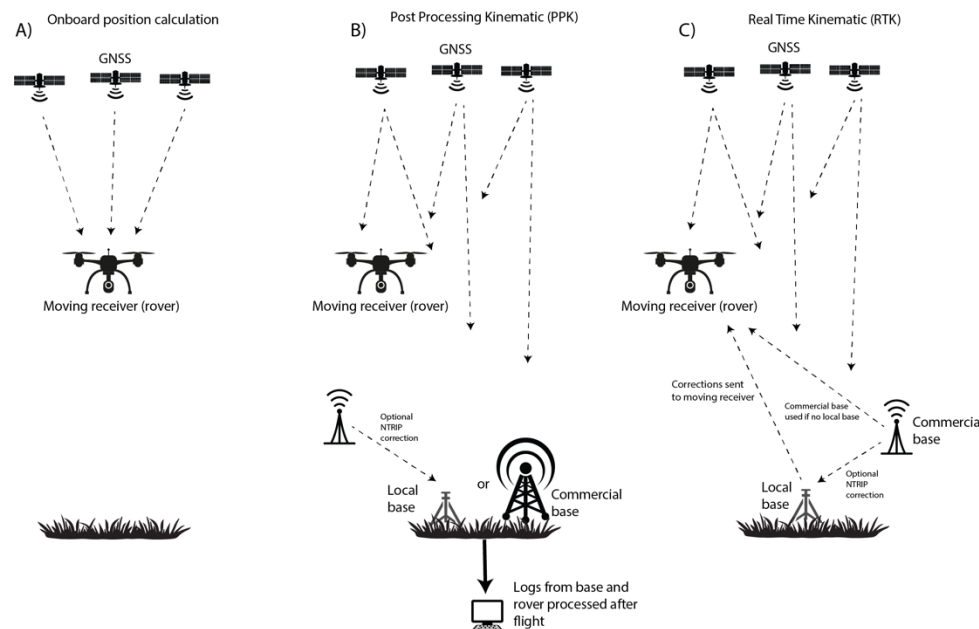 Onboard position calculation
A)
GNSS
Moving receiver (rover)
Post Processing Kinematic (PPK)
B)
GNSS
Moving receiver (rover)
Optional
NTRIP
correction
Local
base
or
Commercial
base
Logs from base and
rover processed after
flight
Real Time Kinematic (RTK)
C)
GNSS
Moving receiver (rover)
Corrections sent
to moving receiver
Commercial base
used if no local base
Commercial
base
Optional
NTRIP
correction
Local
base